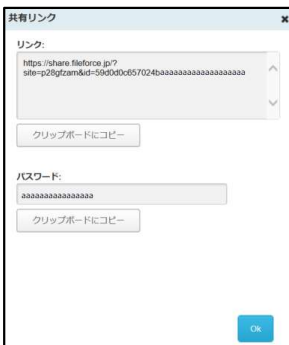 共有リンク
リンク:
https://share.fileforce.jp/?
site=p28gfzarn&id=59d0d0c657024baaaaaaaaaaaaaaaaaaa
クリップボードにコピー
パスワード:
aaaaaaaaaaaaaaaa
クリップボードにコピー
Ok